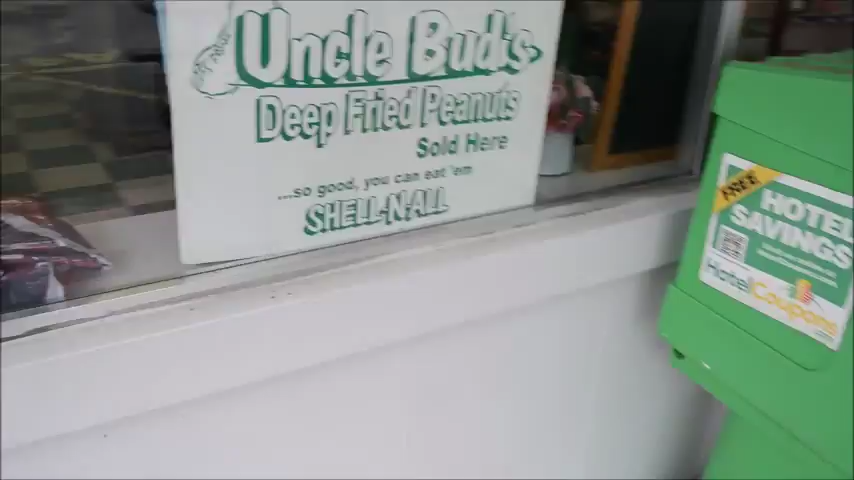 Uncle Bud's
Deep Fried Peanuts
Sold Here
...so good, you can eat 'em
SHELL-N-ALL
FREE
HOTEL
SAVINGS
HotelCoupons